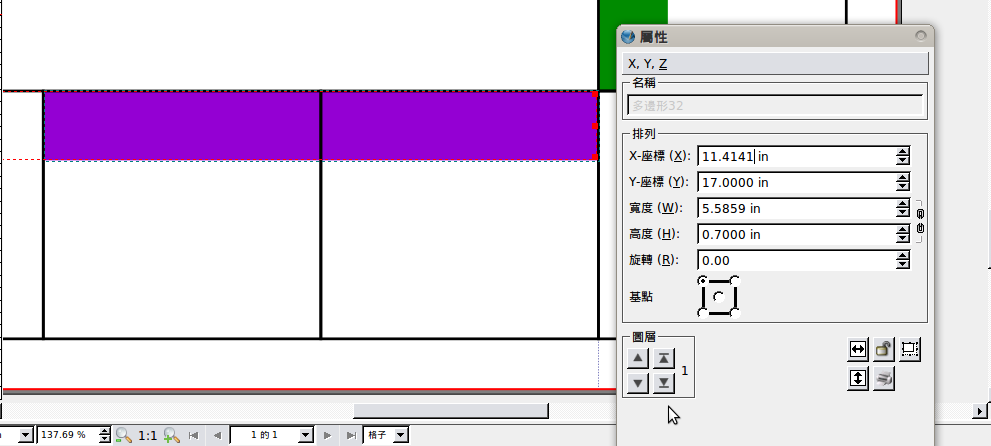 屬性
X, Y, Z
名稱
多邊形32
排列
X-座標 (X): 11.4141 in
Y-座標 (Y): 17.0000 in
寬度 (W): 5.5859 in
高度 (H): 0.7000 in
旋轉 (R): 0.00
基點
圖層
1
137.69 % 1:1 1 的 1 格子